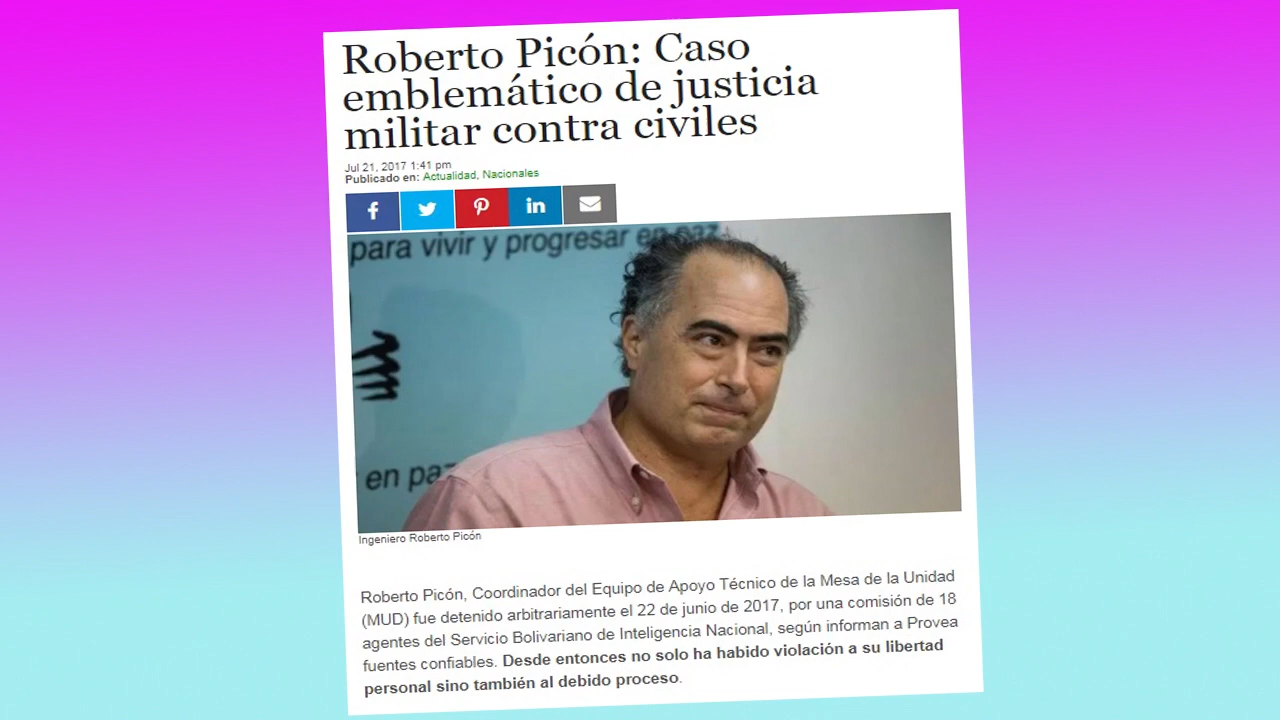 Roberto Picón: Caso
emblemático de justicia
militar contra civiles
Jul 21, 2017 1:41 pm
Publicado en: Actualidad, Nacionales
para vivir y progresar en paz
en paz
Ingeniero Roberto Picón
Roberto Picón, Coordinador del Equipo de Apoyo Técnico de la Mesa de la Unidad
(MUD) fue detenido arbitrariamente el 22 de junio de 2017, por una comisión de 18
agentes del Servicio Bolivariano de Inteligencia Nacional, según informan a Provea
fuentes confiables. Desde entonces no solo ha habido violación a su libertad
personal sino también al debido proceso.